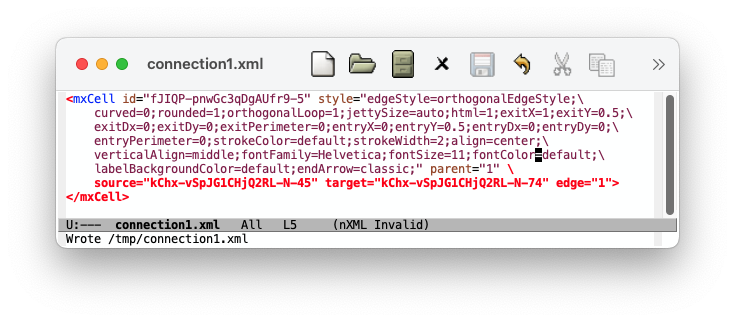 connection1.xml
<mxCell id="fJIQP-pnwGc3qDgAUfr9-5" style="edgeStyle=orthogonalEdgeStyle;\
curved=0;rounded=1;orthogonalLoop=1;jettySize=auto;html=1;exitX=1;exitY=0.5;\
exitDx=0;exitDy=0;exitPerimeter=0;entryX=0;entryY=0.5;entryDx=0;entryDy=0;\
entryPerimeter=0;strokeColor=default;strokeWidth=2;align=center;\
verticalAlign=middle;fontFamily=Helvetica;fontSize=11;fontColor=default;\
labelBackgroundColor=default;endArrow=classic;" parent="1" \
source="kChx-vSpJG1CHjQ2RL-N-45" target="kChx-vSpJG1CHjQ2RL-N-74" edge="1">
</mxCell>
U:--- connection1.xml All L5 (nXML Invalid)
Wrote /tmp/connection1.xml